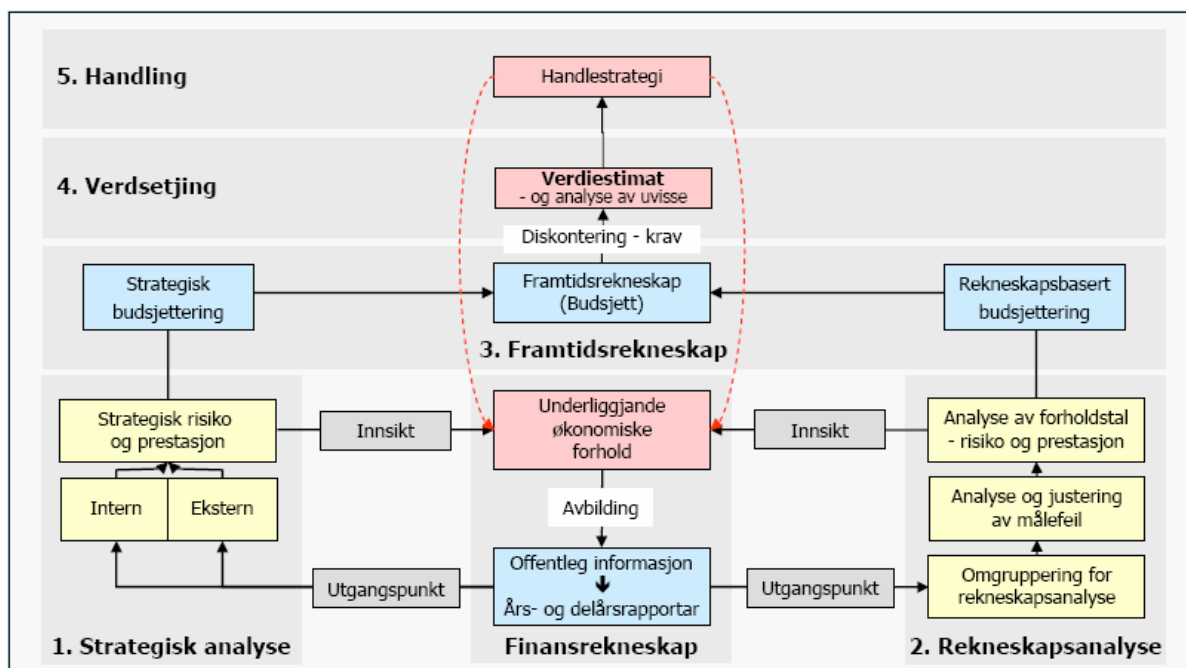 5. Handling
Handlestrategi
4. Verdsetjing
Verdiestimat
- og analyse av uvisse
Diskontering - krav
Strategisk
budsjettering
Framtidsrekneskap
(Budsjett)
Rekneskapsbasert
budsjettering
3. Framtidsrekneskap
Strategisk risiko
og prestasjon
Innsikt
Underliggjande
økonomiske
forhold
Innsikt
Analyse av forholdstal
- risiko og prestasjon
Intern
Ekstern
Avbilding
Analyse og justering
av målefeil
Utgangspunkt
Offentleg informasjon
Års- og delårsrapportar
Utgangspunkt
Omgruppering for
rekneskapsanalyse
1. Strategisk analyse
Finansrekneskap
2. Rekneskapsanalyse